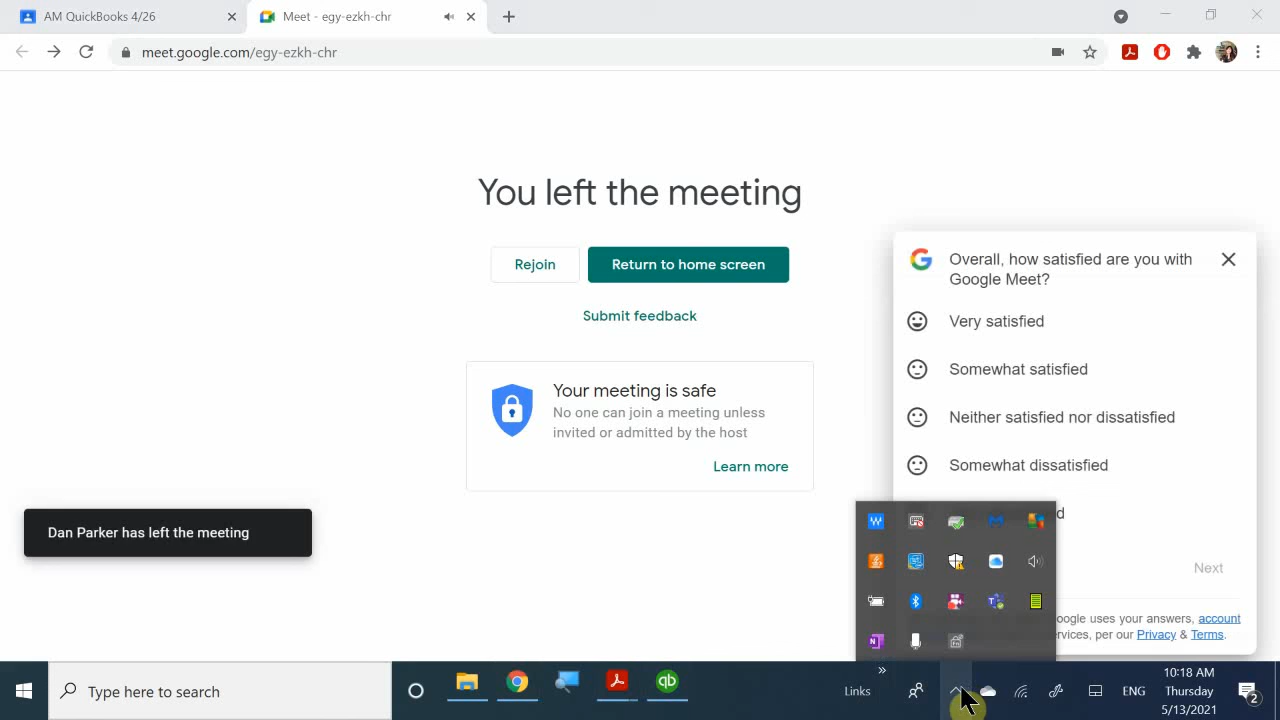 AM QuickBooks 4/26
Meet - egy-ezkh-chr
meet.google.com/egy-ezkh-chr
You left the meeting
Rejoin
Return to home screen
Submit feedback
Your meeting is safe
No one can join a meeting unless
invited or admitted by the host
Learn more
Dan Parker has left the meeting
Overall, how satisfied are you with
Google Meet?
Very satisfied
Somewhat satisfied
Neither satisfied nor dissatisfied
Somewhat dissatisfied
Next
uses your answers, account
per our Privacy & Terms.
Type here to search
qb
Links
ENG
10:18 AM
Thursday
5/13/2021
2